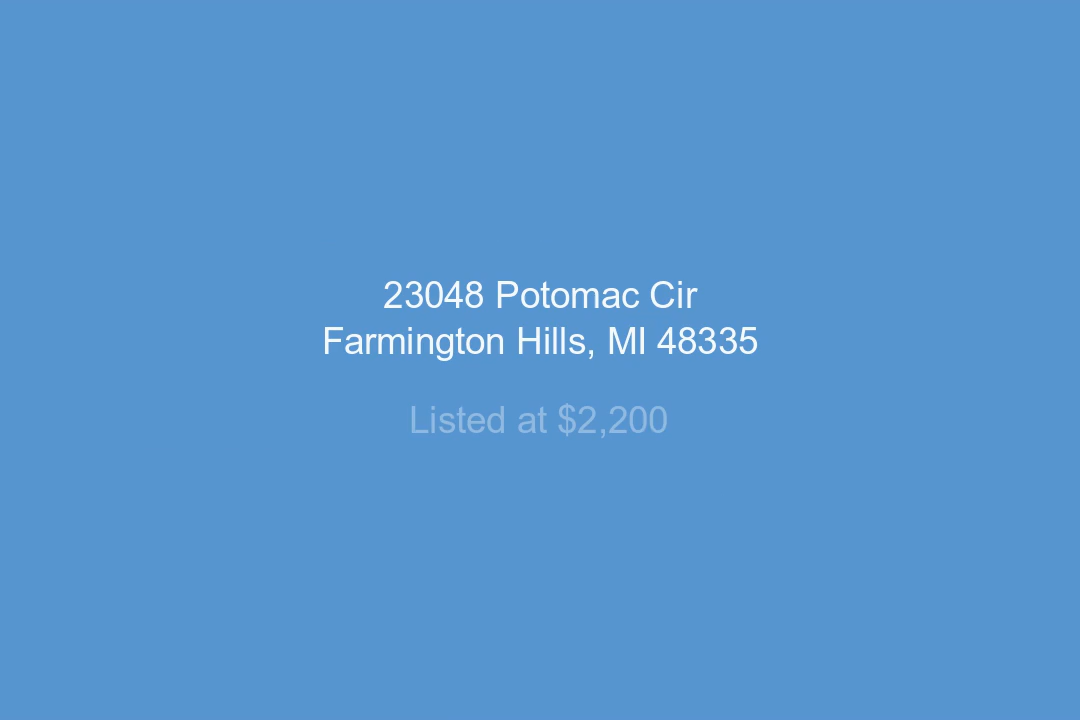 23048 Potomac Cir
Farmington Hills, MI 48335
Listed at $2,200